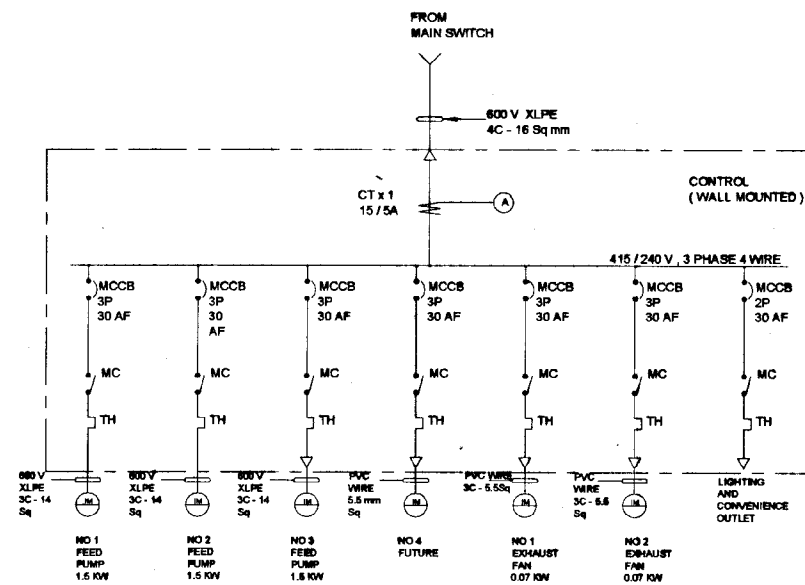 FROM
MAIN SWITCH
600 V XLPE
4C - 16 Sq mm
CT x 1
15 / 5A
A
CONTROL
( WALL MOUNTED )
415 / 240 V , 3 PHASE 4 WIRE
MCCB
3P
30 AF
MCCB
3P
30
AF
MCCB
3P
30 AF
MCCB
3P
30 AF
MCCB
3P
30 AF
MCCB
3P
30 AF
MCCB
2P
30 AF
MC
MC
MC
MC
MC
MC
MC
TH
TH
TH
TH
TH
TH
600 V
XLPE
3C - 14
Sq
600 V
XLPE
3C - 14
Sq
600 V
XLPE
3C - 14
Sq
PVC
WIRE
5.5 mm
Sq
PVC WIRE
3C - 5.5Sq
PVC
WIRE
3C - 5.5
Sq
LIGHTING
AND
CONVENIENCE
OUTLET
IM
IM
IM
IM
IM
IM
NO 1
FEED
PUMP
1.5 KW
NO 2
FEED
PUMP
1.5 KW
NO 3
FEED
PUMP
1.5 KW
NO 4
FUTURE
NO 1
EXHAUST
FAN
0.07 KW
NO 2
EXHAUST
FAN
0.07 KW